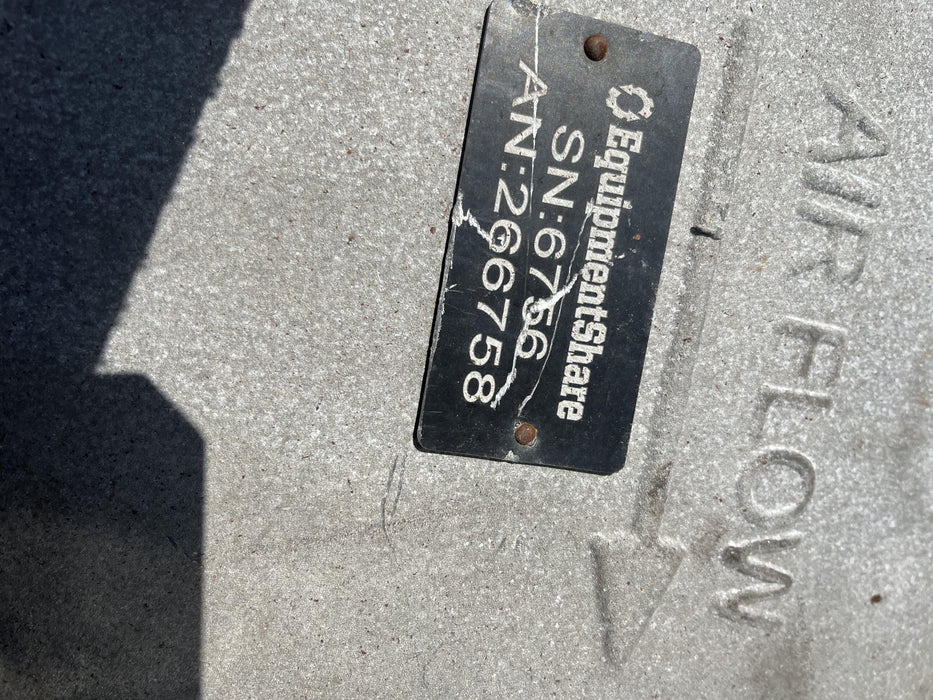 EquipmentShare
SN:6756
AN:266758
AIR FLOW